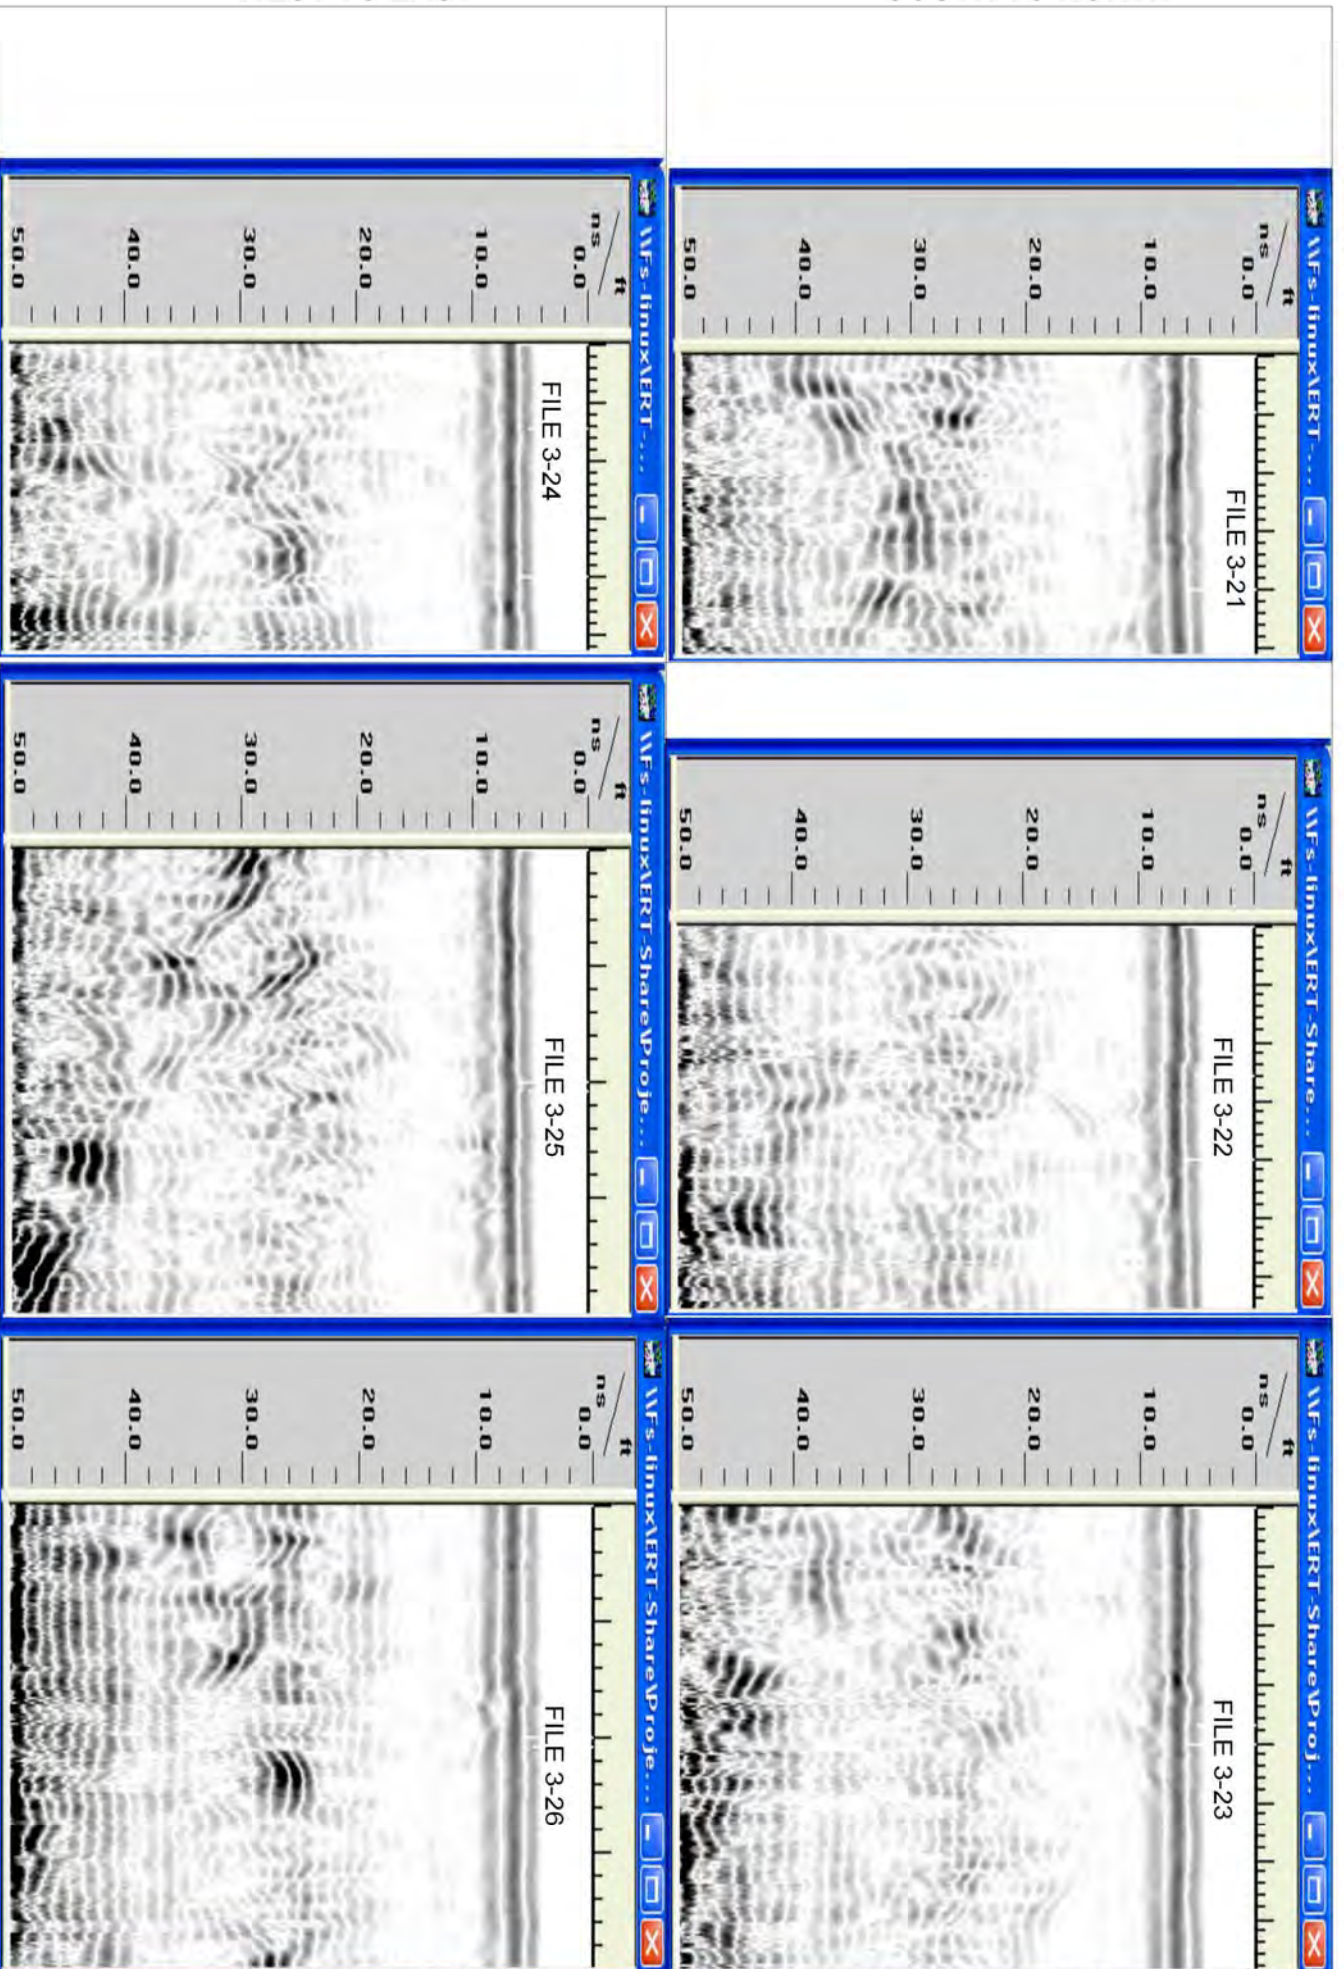 \\Fs-linux\ERT-...
ft
ns
0.0
10.0
20.0
30.0
40.0
50.0
FILE 3-21
\\Fs-linux\ERT-Share...
ft
ns
0.0
10.0
20.0
30.0
40.0
50.0
FILE 3-22
\\Fs-linux\ERT-Share\Proj...
ft
ns
0.0
10.0
20.0
30.0
40.0
50.0
FILE 3-23
\\Fs-linux\ERT-...
ft
ns
0.0
10.0
20.0
30.0
40.0
50.0
FILE 3-24
\\Fs-linux\ERT-Share\Proje...
ft
ns
0.0
10.0
20.0
30.0
40.0
50.0
FILE 3-25
\\Fs-linux\ERT-Share\Proje...
ft
ns
0.0
10.0
20.0
30.0
40.0
50.0
FILE 3-26